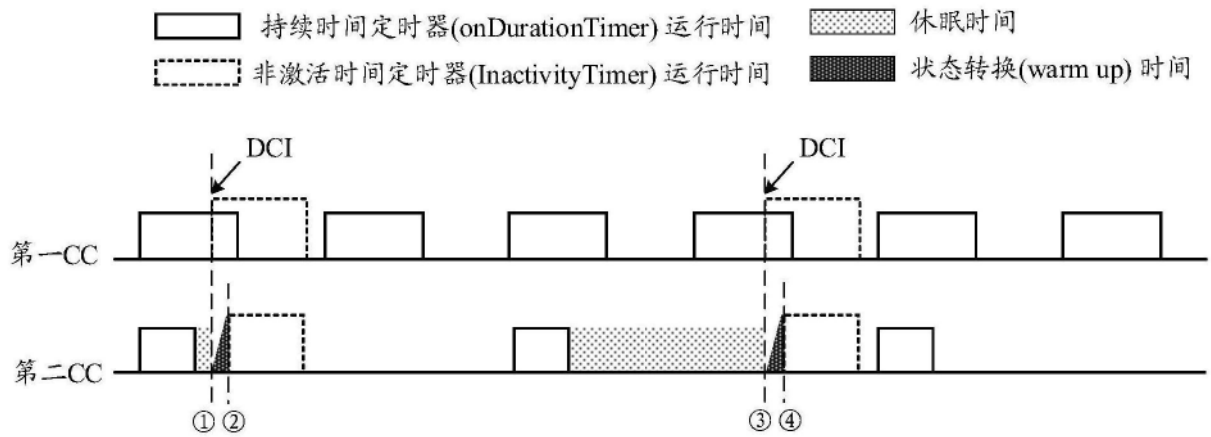 持续时间定时器(onDurationTimer) 运行时间
休眠时间
非激活时间定时器(InactivityTimer) 运行时间
状态转换(warm up) 时间
DCI
DCI
第一CC
第二CC
① ② ③ ④